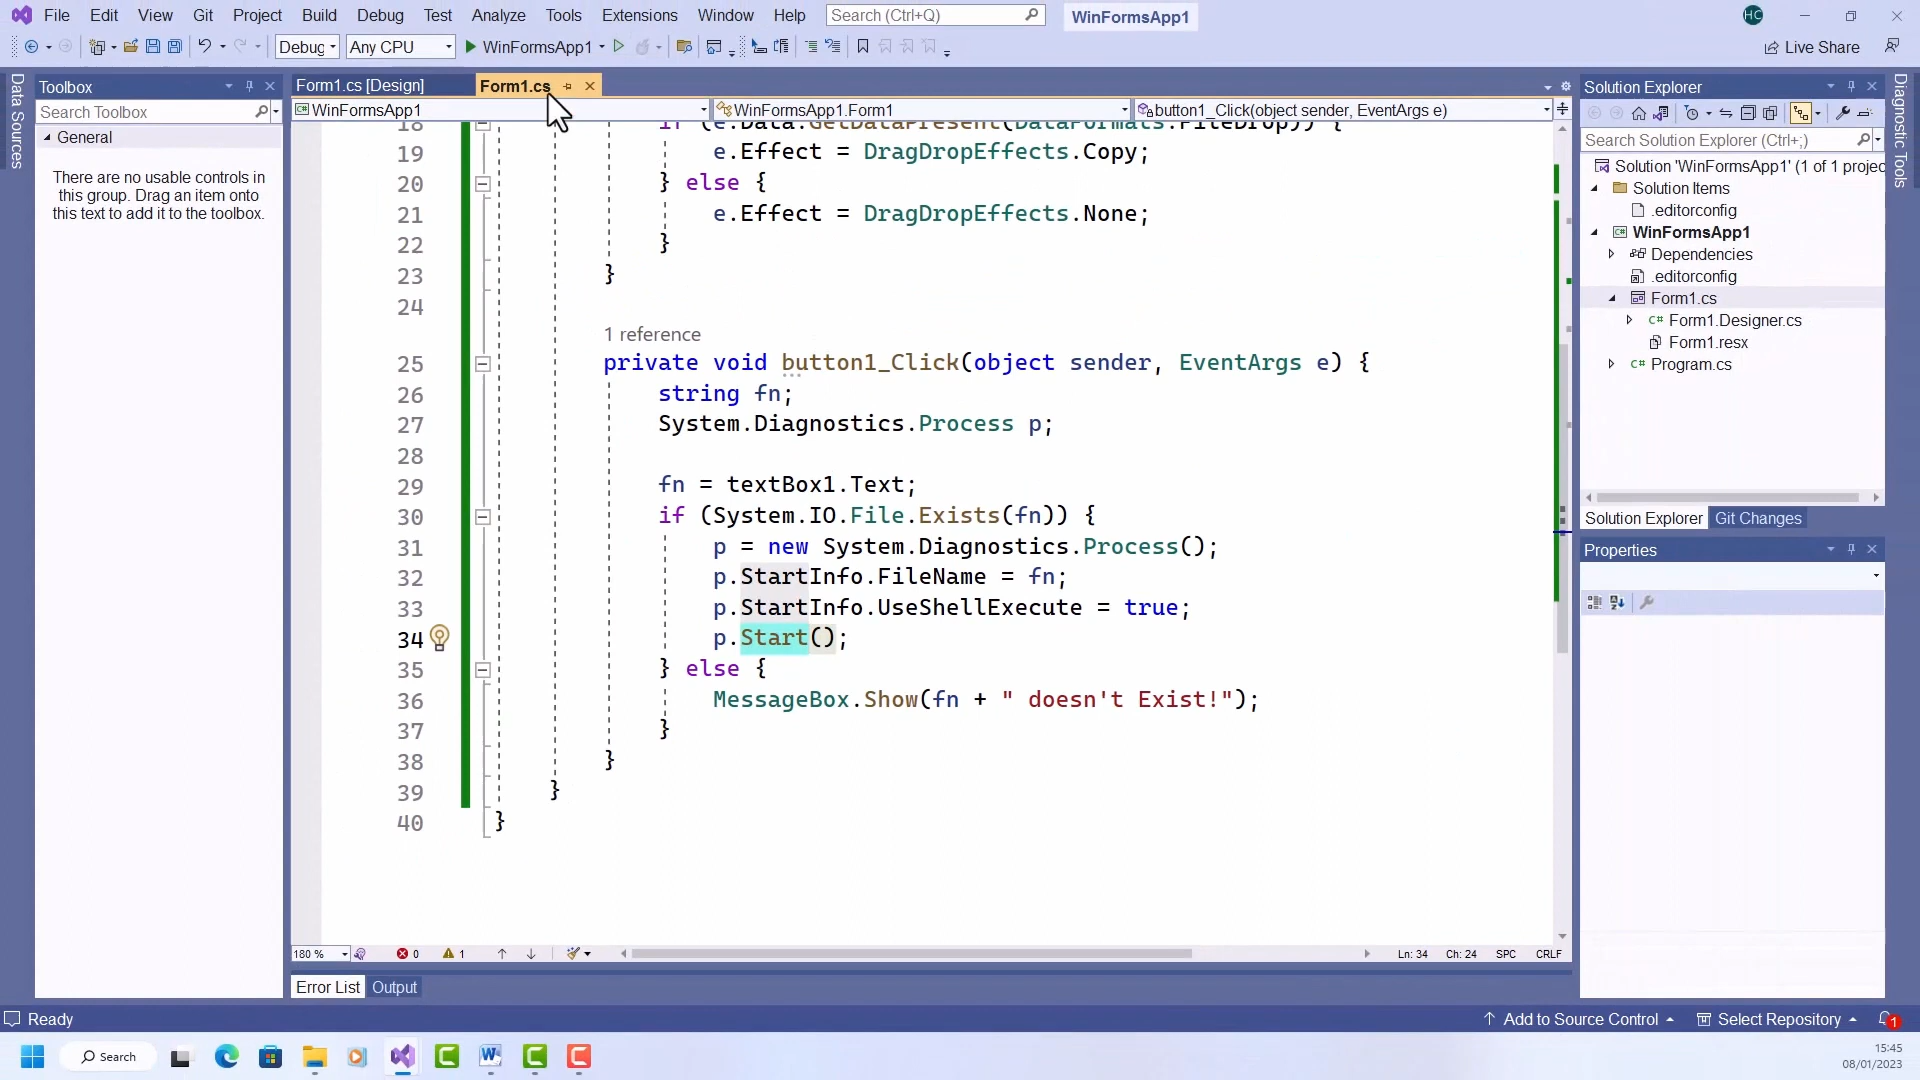 File Edit View Git Project Build Debug Test Analyze Tools Extensions Window Help Search (Ctrl+Q) WinFormsApp1 HC
Debug Any CPU WinFormsApp1 Live Share
Data Sources
Toolbox
Search Toolbox
General
There are no usable controls in
this group. Drag an item onto
this text to add it to the toolbox.
Form1.cs [Design] Form1.cs
WinFormsApp1 WinFormsApp1.Form1 button1_Click(object sender, EventArgs e)
18 if (e.Data.GetDataPresent(DataFormats.FileDrop)) {
19 e.Effect = DragDropEffects.Copy;
20 } else {
21 e.Effect = DragDropEffects.None;
22 }
23 }
24
1 reference
25 private void button1_Click(object sender, EventArgs e) {
26 string fn;
27 System.Diagnostics.Process p;
28
29 fn = textBox1.Text;
30 if (System.IO.File.Exists(fn)) {
31 p = new System.Diagnostics.Process();
32 p.StartInfo.FileName = fn;
33 p.StartInfo.UseShellExecute = true;
34 p.Start();
35 } else {
36 MessageBox.Show(fn + " doesn't Exist!");
37 }
38 }
39 }
40 }
180 % 0 1 Ln: 34 Ch: 24 SPC CRLF
Error List Output
Solution Explorer
Search Solution Explorer (Ctrl+;)
Solution 'WinFormsApp1' (1 of 1 projec
Solution Items
.editorconfig
WinFormsApp1
Dependencies
.editorconfig
Form1.cs
C# Form1.Designer.cs
Form1.resx
C# Program.cs
Solution Explorer Git Changes
Properties
Diagnostic Tools
Ready Add to Source Control Select Repository 1
Search
15:45
08/01/2023